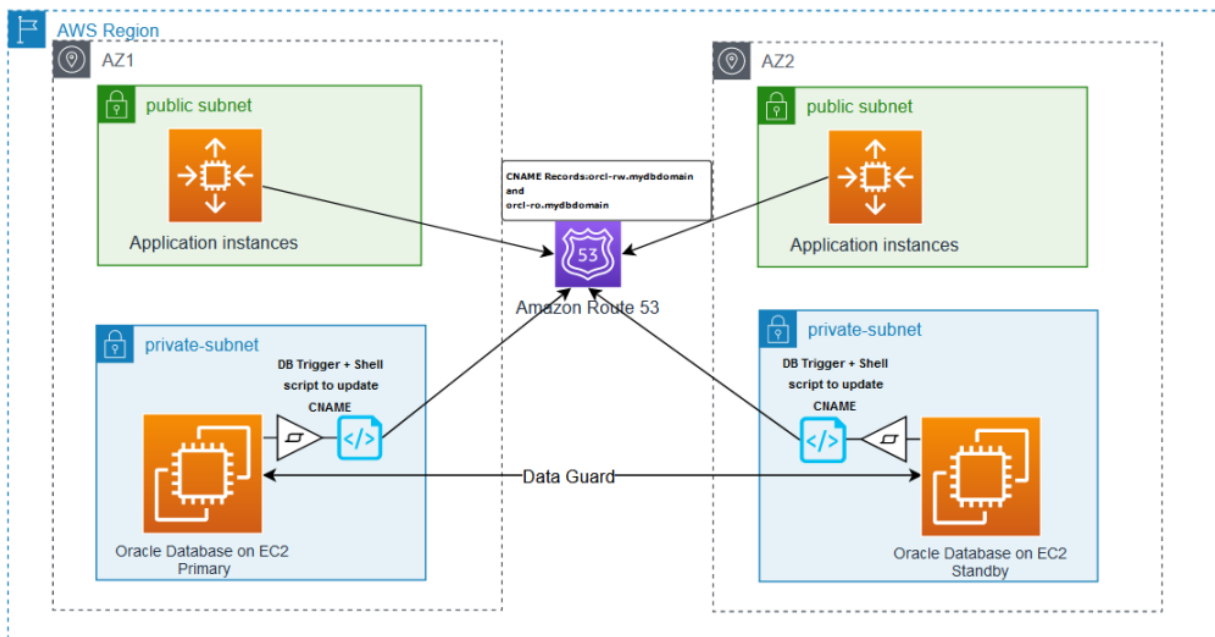 AWS Region
AZ1
AZ2
public subnet
public subnet
CNAME Records:orcl-rw.mydbdomain
and
orcl-ro.mydbdomain
53
Application instances
Application instances
Amazon Route 53
private-subnet
private-subnet
DB Trigger + Shell
script to update
CNAME
</>
DB Trigger + Shell
script to update
CNAME
</>
Data Guard
Oracle Database on EC2
Primary
Oracle Database on EC2
Standby